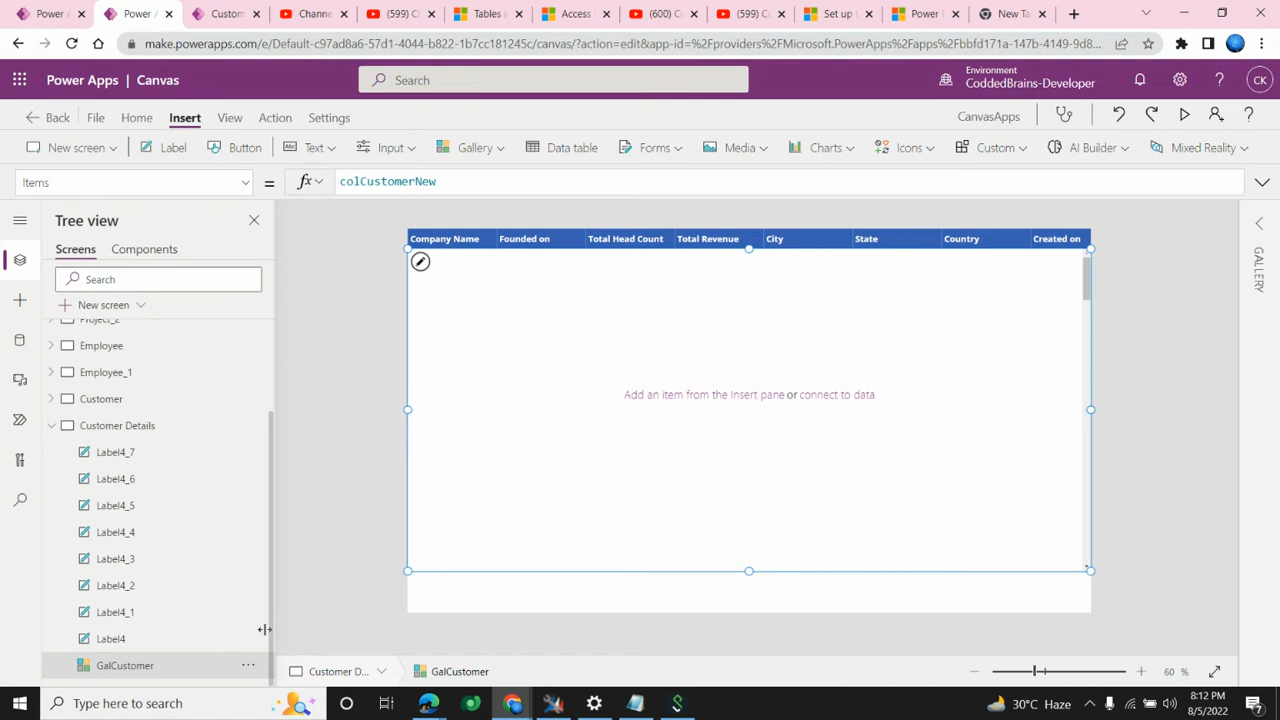 Power A
Power A
Custom
Channe
(599) C
Tables i
Access
(600) C
(599) C
Set up
Power
New Ta
make.powerapps.com/e/Default-c97ad8a6-57d1-4044-b822-1b7ec181245c/canvas/?action=edit&app-id=%2Fproviders%2FMicrosoft.PowerApps%2Fapps%2Fbbfd171a-147b-4149-9d8...
Power Apps | Canvas
Search
Environment
CoddedBrains-Developer
CK
Back
File
Home
Insert
View
Action
Settings
CanvasApps
New screen
Label
Button
Text
Input
Gallery
Data table
Forms
Media
Charts
Icons
Custom
AI Builder
Mixed Reality
Items
=
fx
colCustomerNew
Tree view
Screens
Components
Search
New screen
Project_2
Employee
Employee_1
Customer
Customer Details
Label4_7
Label4_6
Label4_5
Label4_4
Label4_3
Label4_2
Label4_1
Label4
GalCustomer
Company Name
Founded on
Total Head Count
Total Revenue
City
State
Country
Created on
Add an item from the Insert pane or connect to data
GALLERY
Customer D...
GalCustomer
60 %
Type here to search
30°C Haze
8:12 PM
8/5/2022
7